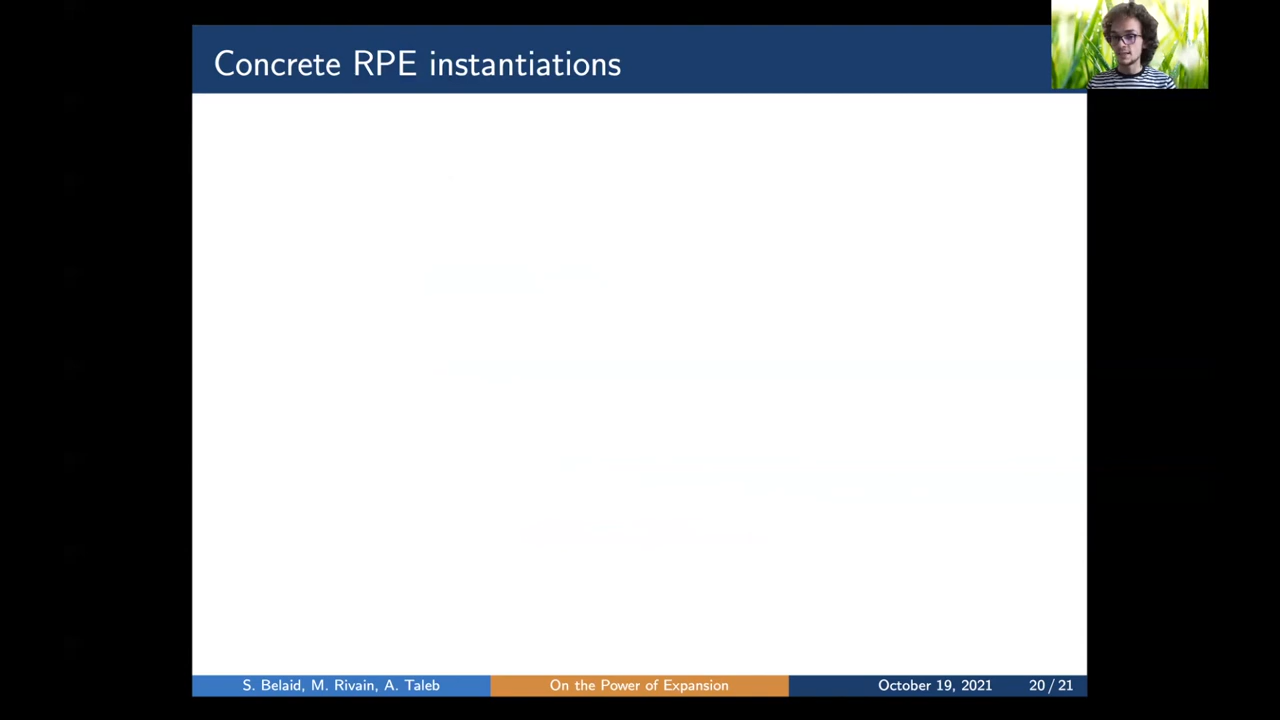 Concrete RPE instantiations
S. Belaid, M. Rivain, A. Taleb
On the Power of Expansion
October 19, 2021
20 / 21